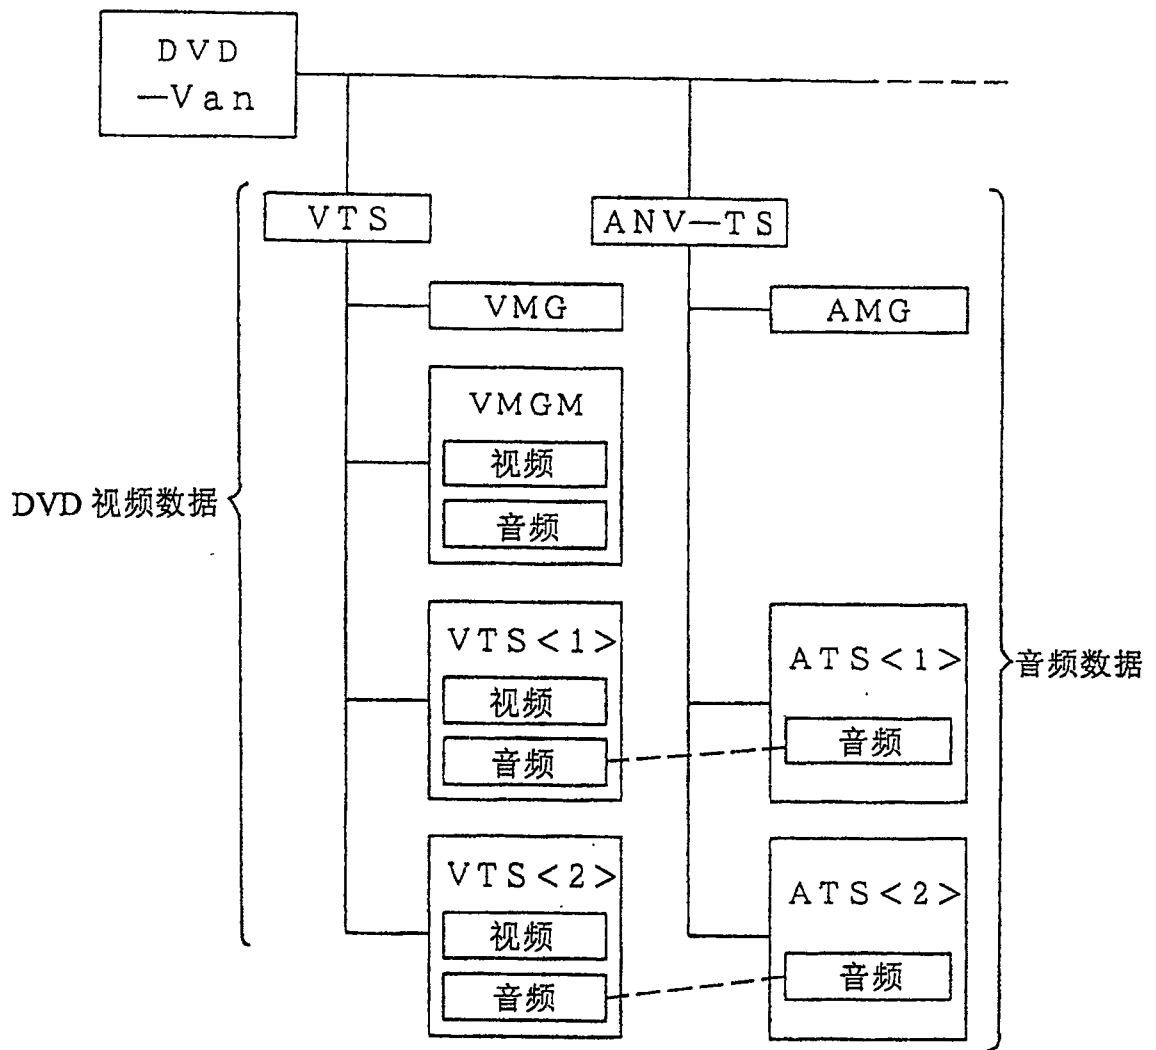 DVD
—Van
VTS
ANV—TS
VMG
AMG
VMGM
视频
音频
DVD 视频数据
VTS<1>
视频
音频
ATS<1>
音频
音频数据
VTS<2>
视频
音频
ATS<2>
音频